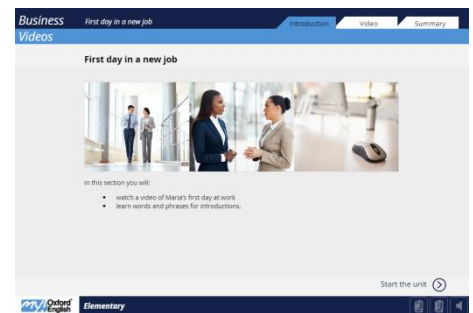 Business First day in a new job Introduction Video Summary
Videos
First day in a new job
In this section you will:
• watch a video of Maria's first day at work
• learn words and phrases for introductions.
Start the unit
my Oxford English Elementary